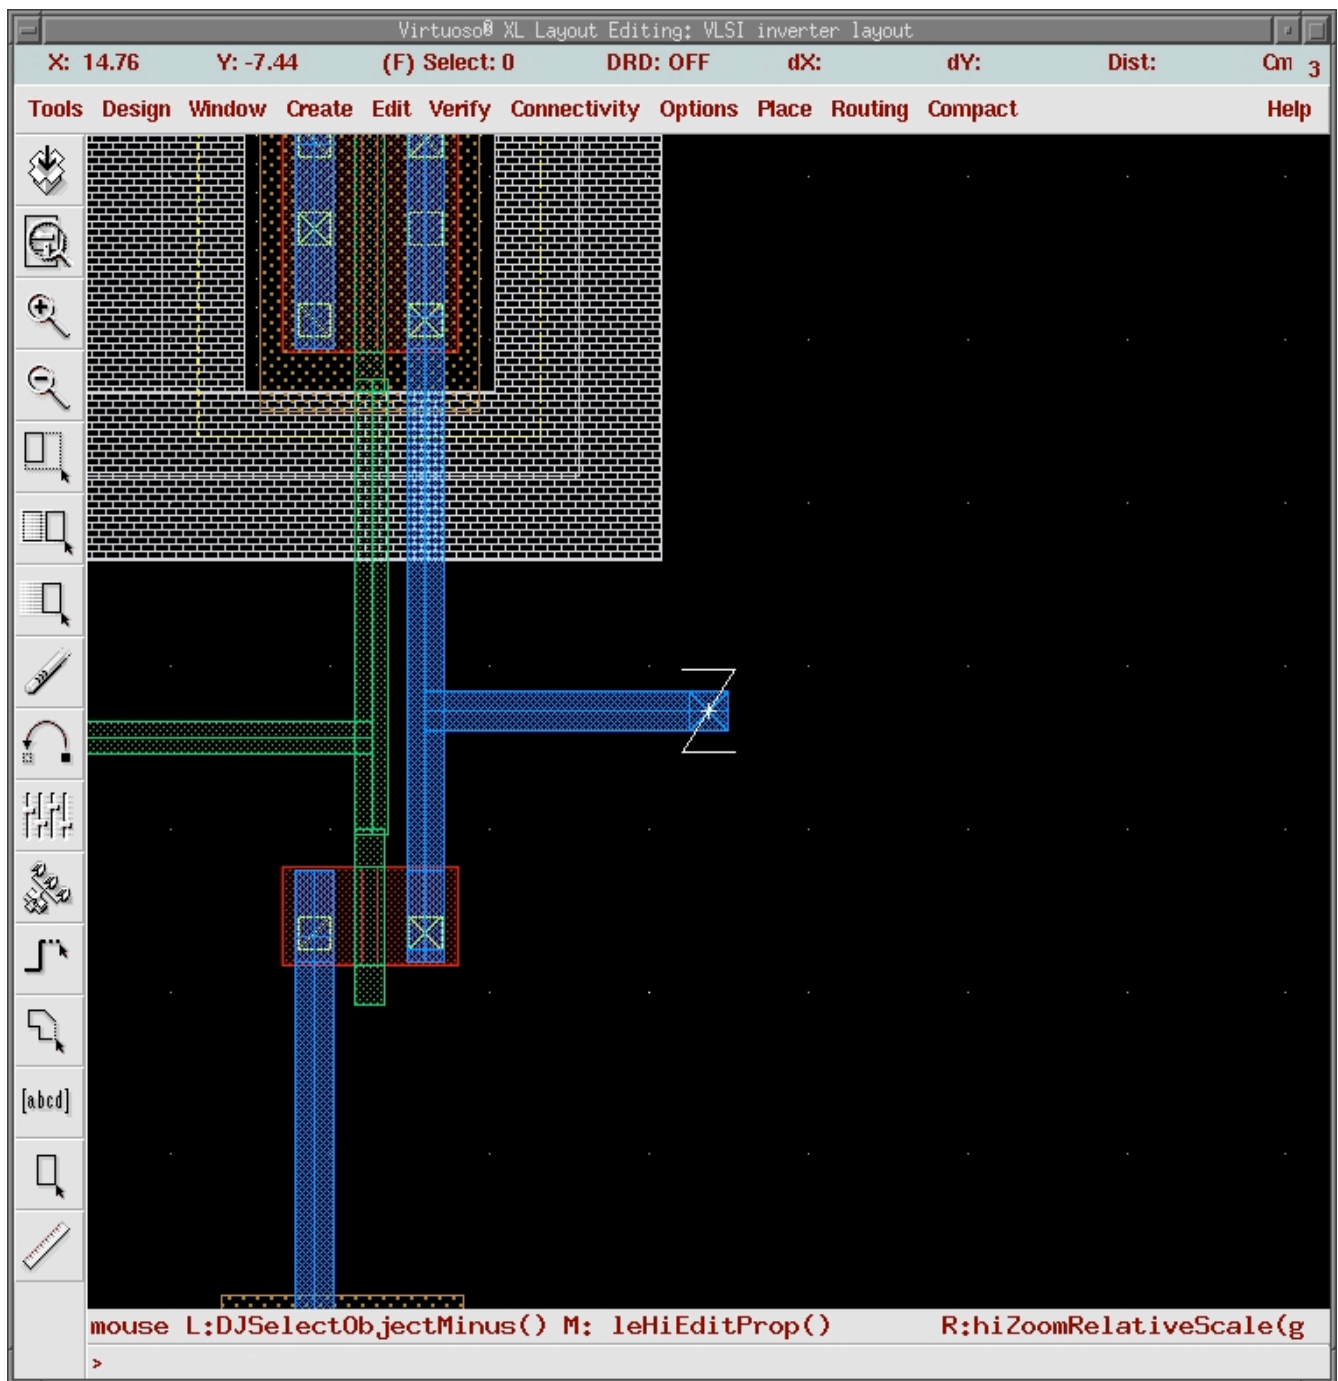 Virtuoso® XL Layout Editing: VLSI inverter layout
X: 14.76 Y: -7.44 (F) Select: 0 DRD: OFF dX: dY: Dist: Cm 3
Tools Design Window Create Edit Verify Connectivity Options Place Routing Compact Help
Z
[abcd]
mouse L:DJSelectObjectMinus() M: leHiEditProp() R:hiZoomRelativeScale(g
>